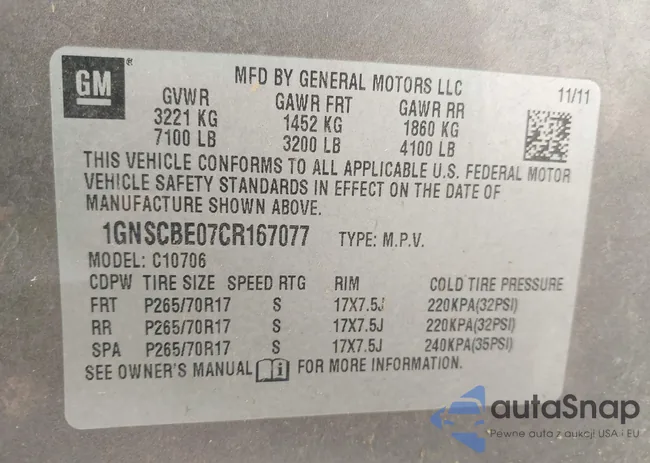 GM
MFD BY GENERAL MOTORS LLC
11/11
GVWR GAWR FRT GAWR RR
3221 KG 1452 KG 1860 KG
7100 LB 3200 LB 4100 LB
THIS VEHICLE CONFORMS TO ALL APPLICABLE U.S. FEDERAL MOTOR
VEHICLE SAFETY STANDARDS IN EFFECT ON THE DATE OF
MANUFACTURE SHOWN ABOVE.
1GNSCBE07CR167077 TYPE: M.P.V.
MODEL: C10706
CDPW TIRE SIZE SPEED RTG RIM COLD TIRE PRESSURE
FRT P265/70R17 S 17X7.5J 220KPA(32PSI)
RR P265/70R17 S 17X7.5J 220KPA(32PSI)
SPA P265/70R17 S 17X7.5J 240KPA(35PSI)
SEE OWNER'S MANUAL i FOR MORE INFORMATION.
autaSnap
Pewne auta z aukcji USA i EU